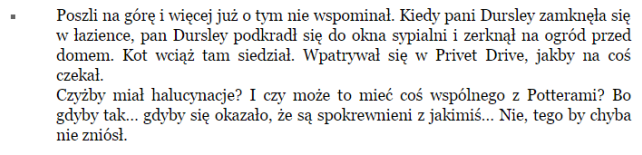 ▪ Poszli na górę i więcej już o tym nie wspominał. Kiedy pani Dursley zamknęła się
w łazience, pan Dursley podkradł się do okna sypialni i zerknął na ogród przed
domem. Kot wciąż tam siedział. Wpatrywał się w Privet Drive, jakby na coś
czekał.
Czyżby miał halucynacje? I czy może to mieć coś wspólnego z Potterami? Bo
gdyby tak... gdyby się okazało, że są spokrewnieni z jakimiś... Nie, tego by chyba
nie zniósł.